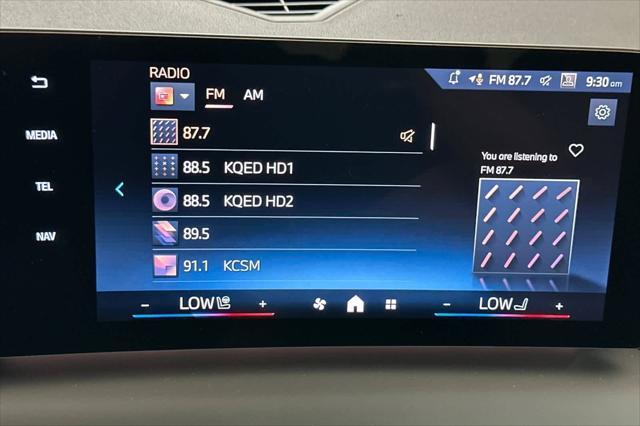 RADIO
FM 87.7 9:30 am
MEDIA
TEL
NAV
FM AM
87.7
88.5 KQED HD1
88.5 KQED HD2
89.5
91.1 KCSM
You are listening to
FM 87.7
- LOW + - LOW +